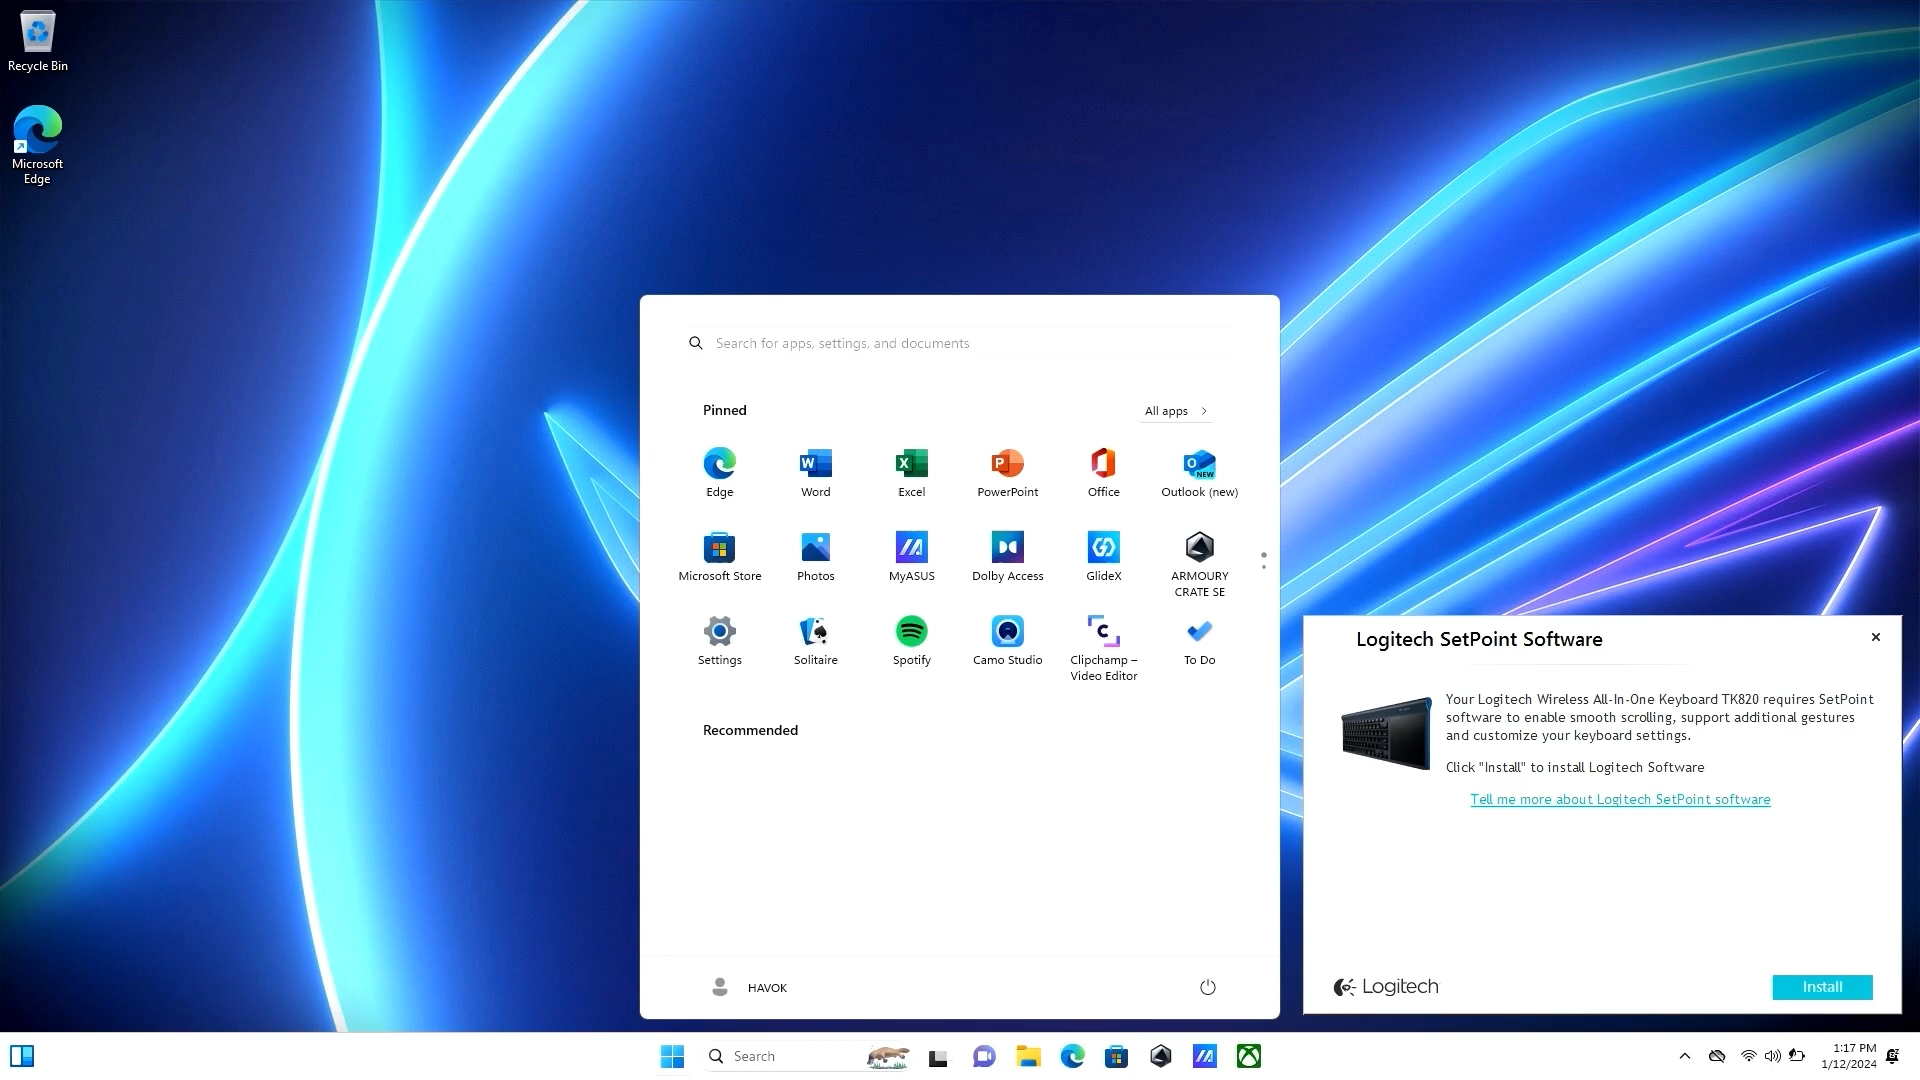 Recycle Bin
Microsoft
Edge
Search for apps, settings, and documents
Pinned
All apps
Edge
Word
Excel
PowerPoint
Office
Outlook (new)
W
X
P
O
NEW
Microsoft Store
Photos
MyASUS
Dolby Access
GlideX
ARMOURY
CRATE SE
Settings
Solitaire
Spotify
Camo Studio
Clipchamp –
Video Editor
To Do
Recommended
HAVOK
Logitech SetPoint Software
Your Logitech Wireless All-In-One Keyboard TK820 requires SetPoint
software to enable smooth scrolling, support additional gestures
and customize your keyboard settings.
Click "Install" to install Logitech Software
Tell me more about Logitech SetPoint software
Logitech
Install
Search
1:17 PM
1/12/2024